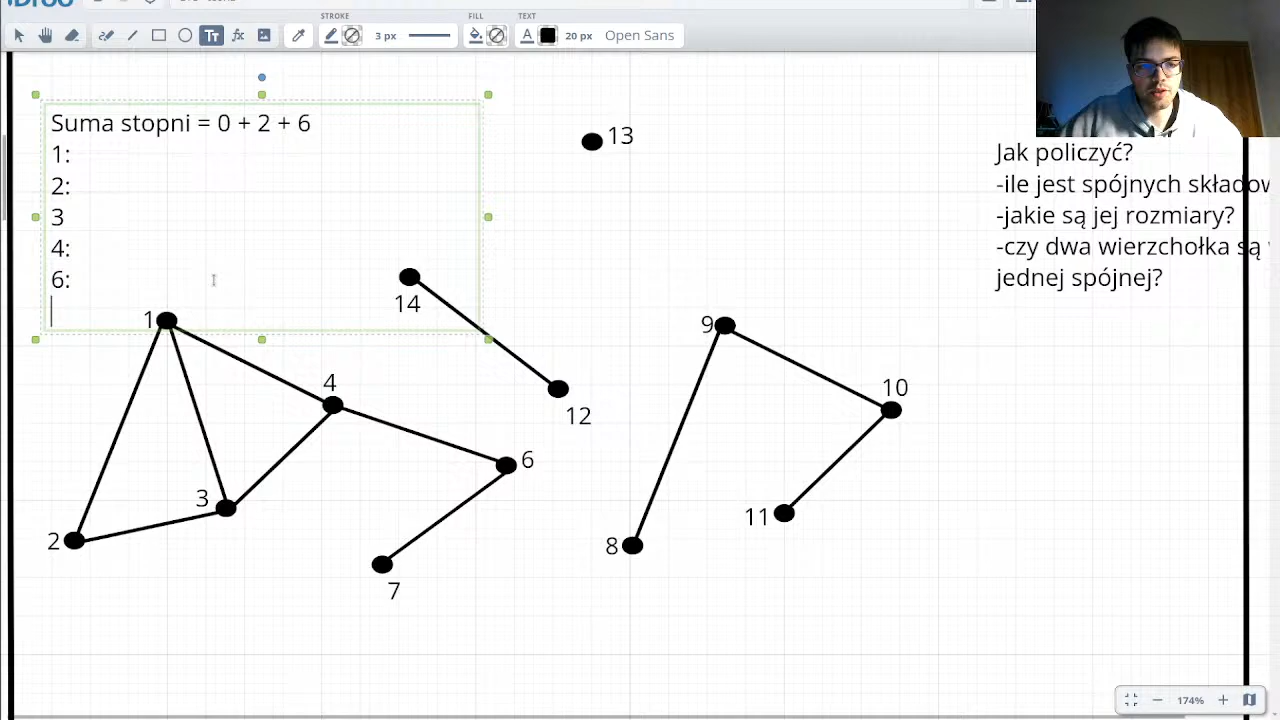 STROKE
FILL
TEXT
Tr
fx
3 px
A
20 px
Open Sans
Suma stopni = 0 + 2 + 6
1:
2:
3
4:
6:
13
Jak policzyć?
-ile jest spójnych składow
-jakie są jej rozmiary?
-czy dwa wierzchołka są
jednej spójnej?
14
1
9
4
10
12
6
3
11
2
8
7
174%